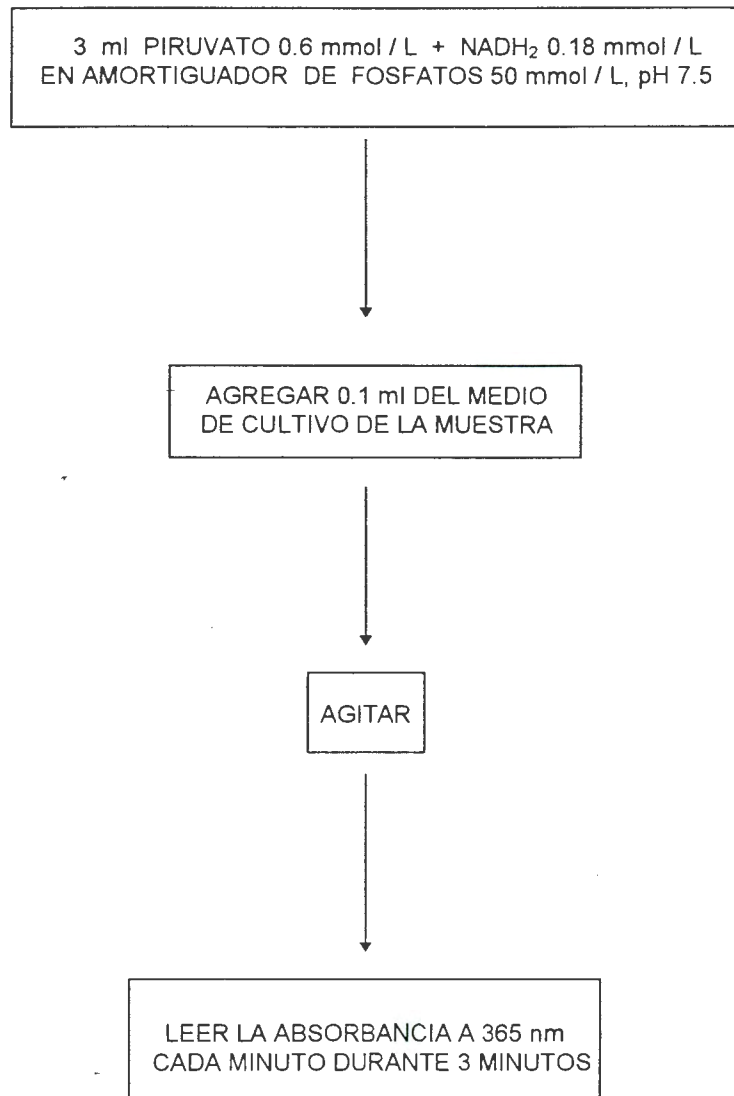 3 ml PIRUVATO 0.6 mmol / L + NADH₂ 0.18 mmol / L
EN AMORTIGUADOR DE FOSFATOS 50 mmol / L, pH 7.5
AGREGAR 0.1 ml DEL MEDIO
DE CULTIVO DE LA MUESTRA
AGITAR
LEER LA ABSORBANCIA A 365 nm
CADA MINUTO DURANTE 3 MINUTOS